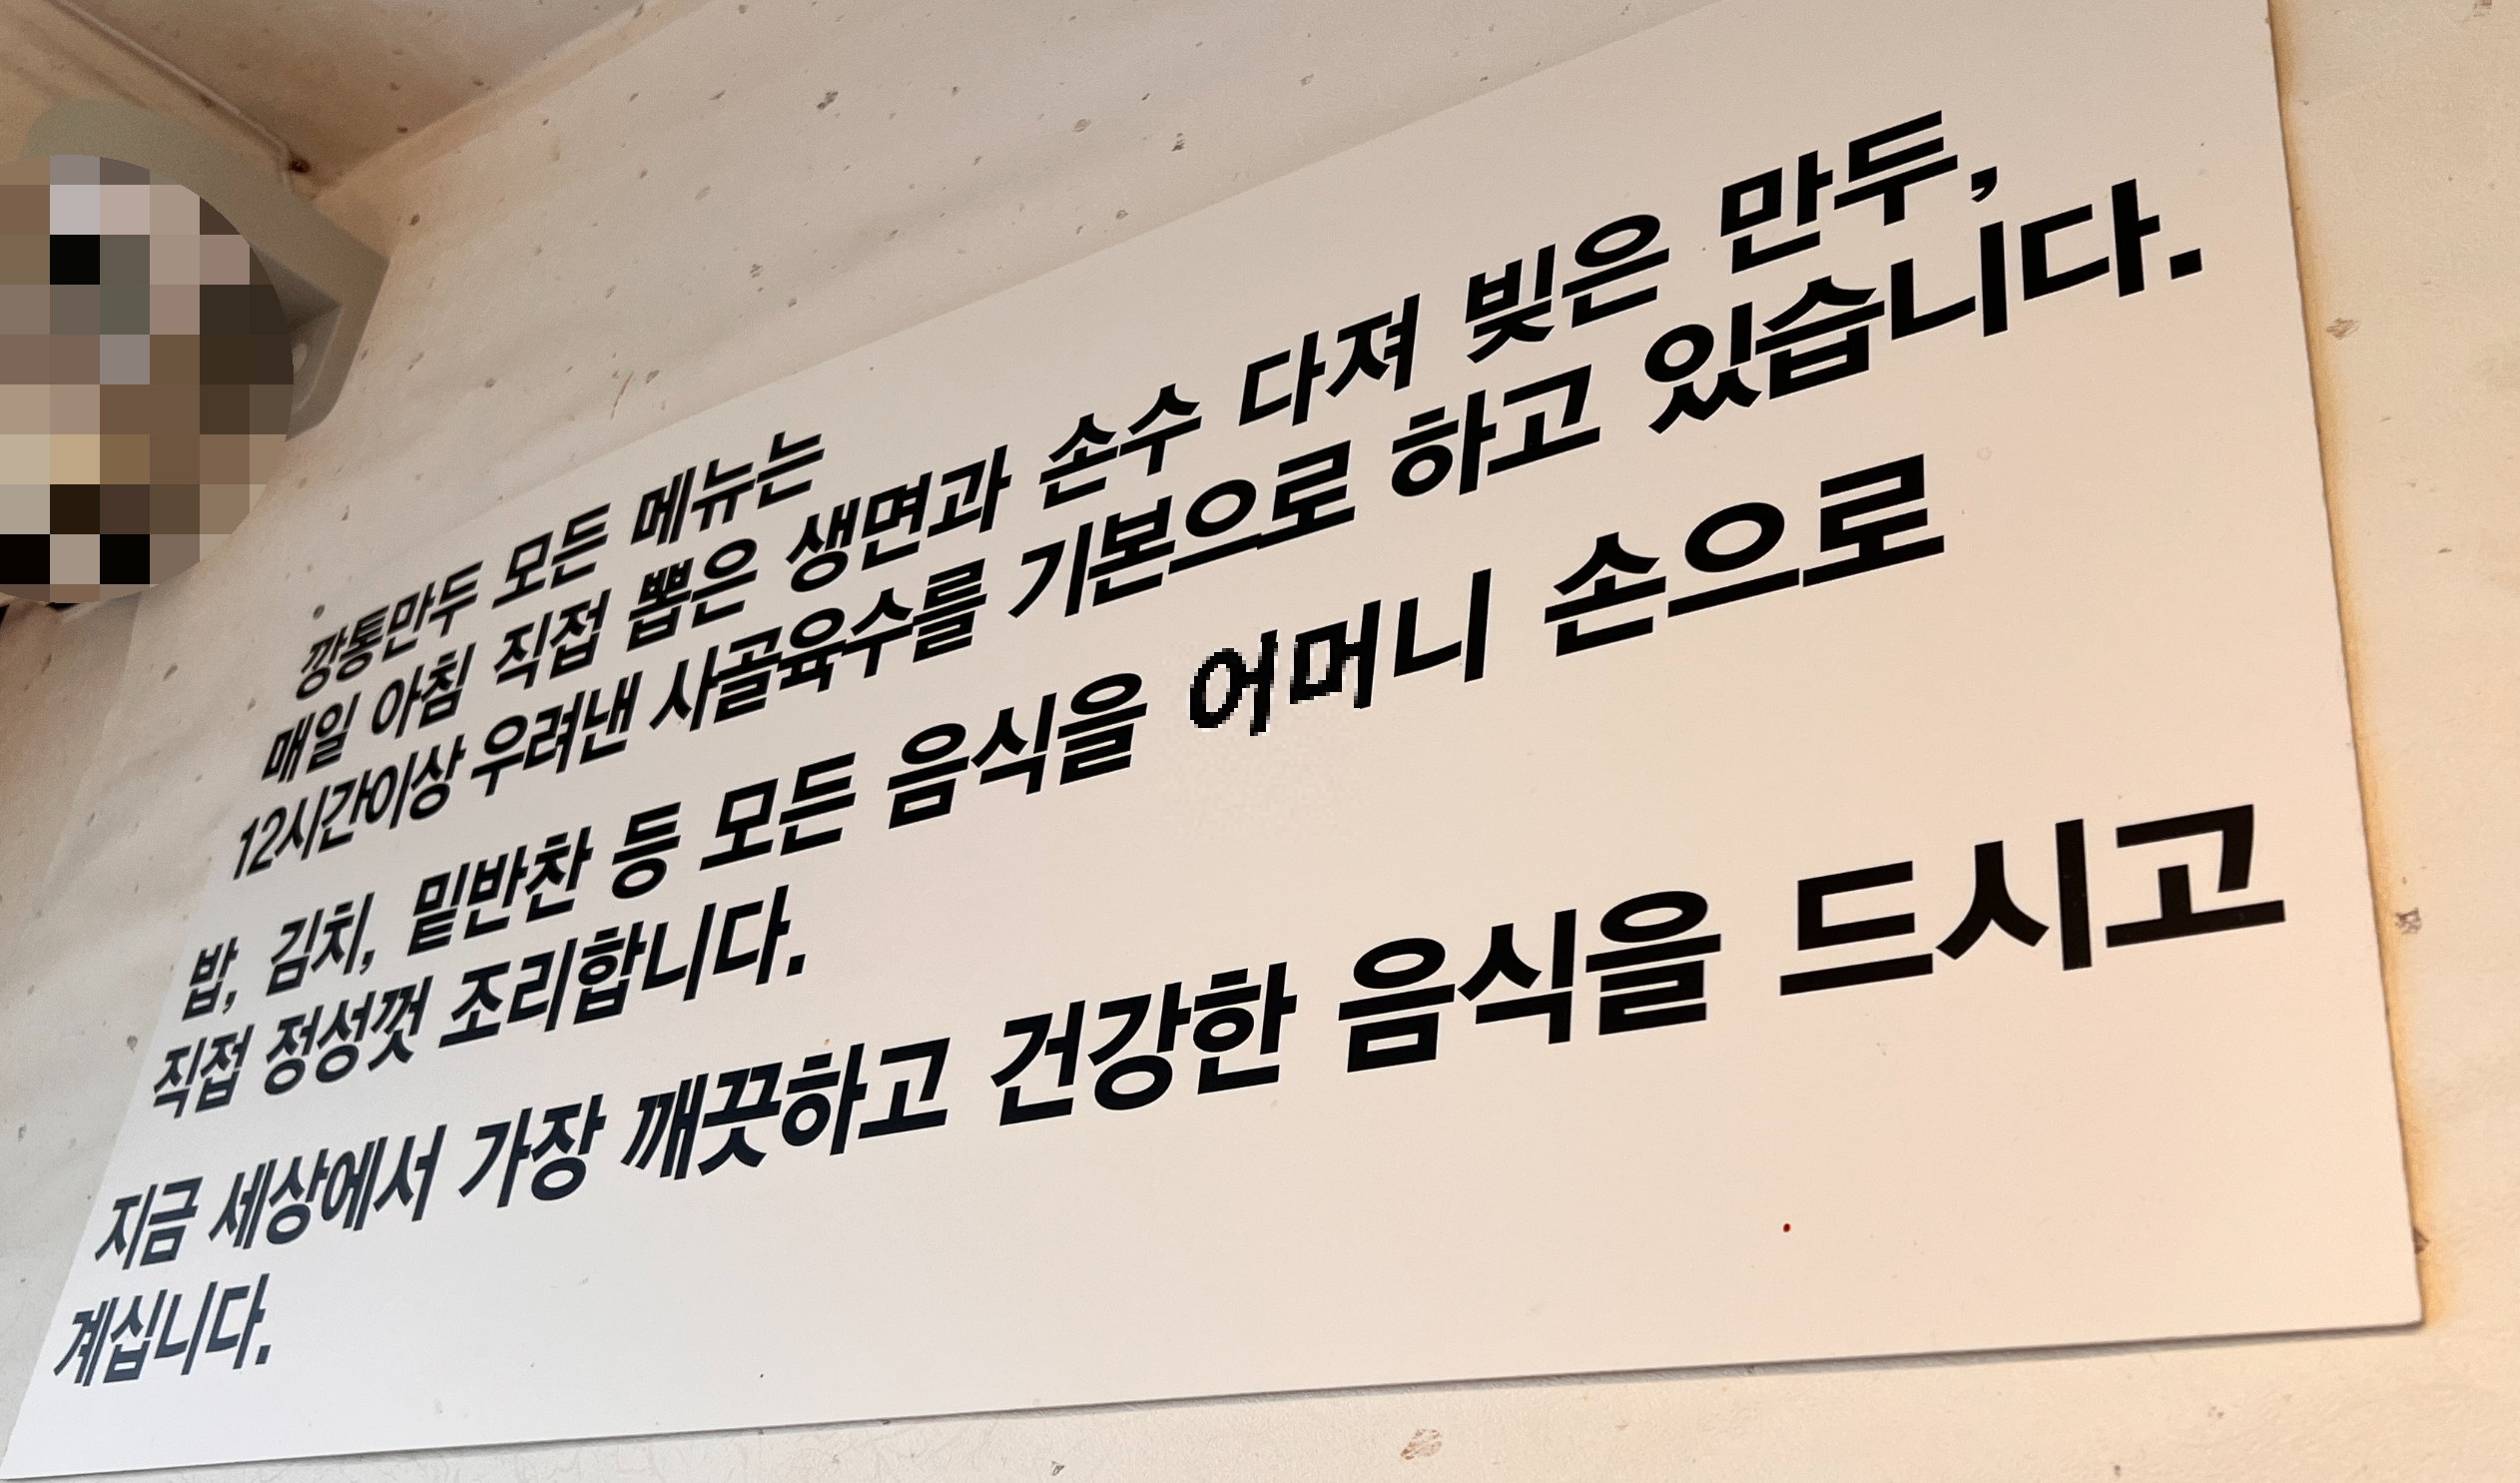 깡통만두 모든 메뉴는
매일 아침 직접 뽑은 생면과 손수 다져 빚은 만두,
12시간이상 우려낸 사골육수를 기본으로 하고 있습니다.
밥, 김치, 밑반찬 등 모든 음식을 어머니 손으로
직접 정성껏 조리합니다.
지금 세상에서 가장 깨끗하고 건강한 음식을 드시고
계십니다.